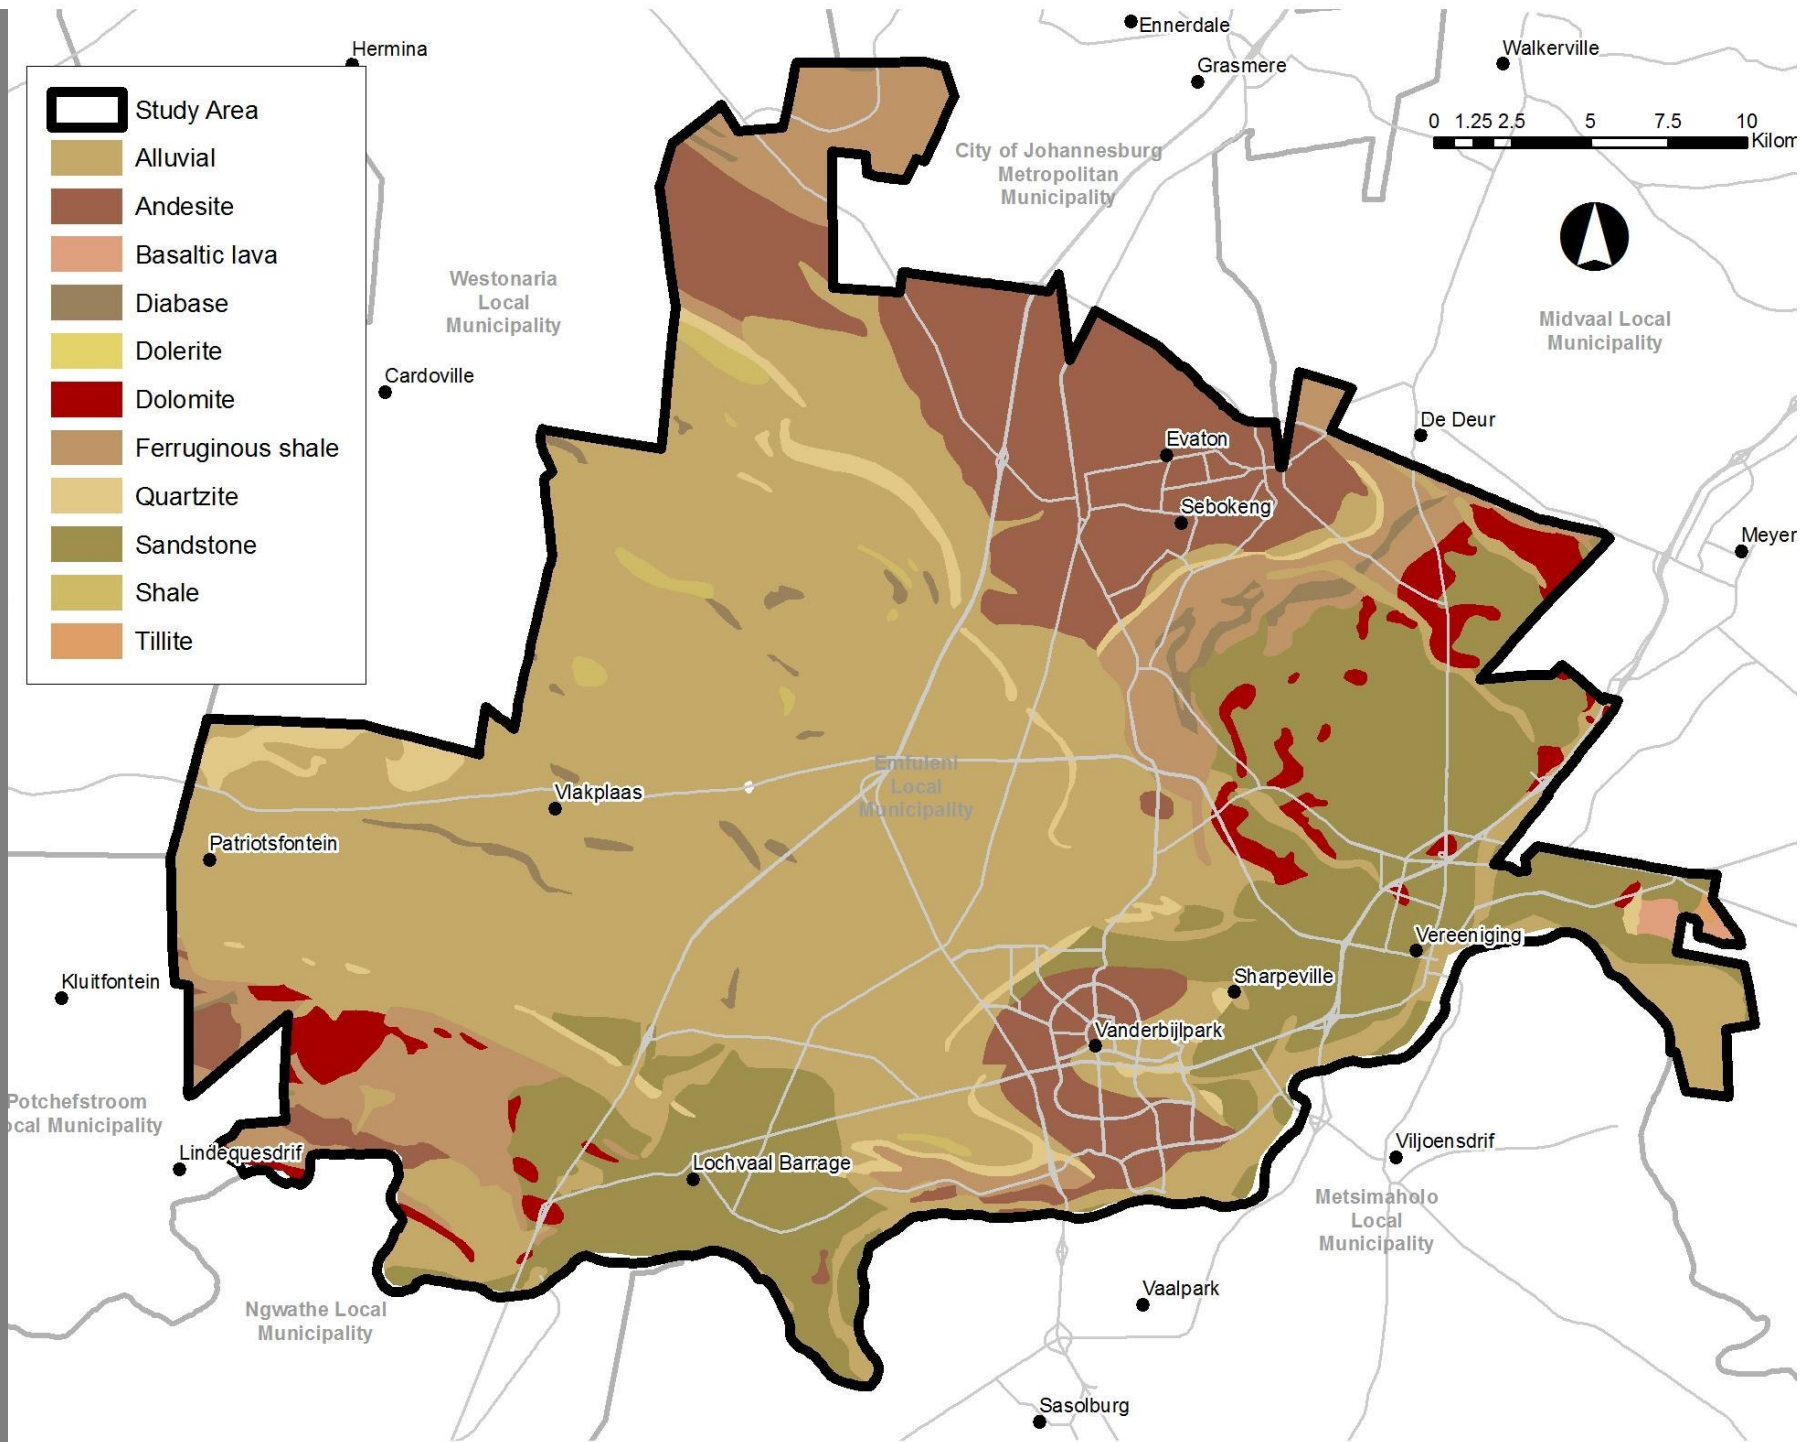 Ennerdale
Hermina
Walkerville
Grasmere
Study Area
Alluvial
Andesite
Basaltic lava
Diabase
Dolerite
Dolomite
Ferruginous shale
Quartzite
Sandstone
Shale
Tillite
0 1.25 2.5 5 7.5 10
Kilom
City of Johannesburg
Metropolitan
Municipality
Westonaria
Local
Municipality
Midvaal Local
Municipality
Cardoville
De Deur
Evaton
Sebokeng
Meyer
Emfuleni
Local
Municipality
Vlakplaas
Patriotsfontein
Vereeniging
Kluitfontein
Sharpeville
Vanderbijlpark
Potchefstroom
ocal Municipality
Lindequesdrif
Viljoensdrif
Lochvaal Barrage
Metsimaholo
Local
Municipality
Vaalpark
Ngwathe Local
Municipality
Sasolburg